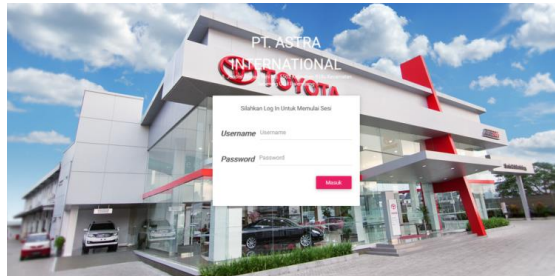 PT. ASTRA
INTERNATIONAL
TOYOTA
Silahkan Log In Untuk Memulai Sesi
Username Username
Password Password
Masuk